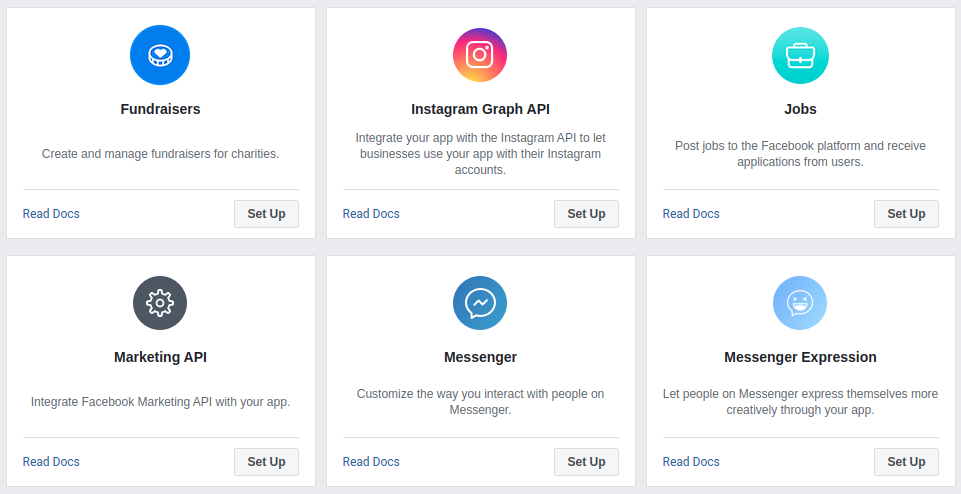 Fundraisers
Create and manage fundraisers for charities.
Read Docs
Set Up
Instagram Graph API
Integrate your app with the Instagram API to let
businesses use your app with their Instagram
accounts.
Read Docs
Set Up
Jobs
Post jobs to the Facebook platform and receive
applications from users.
Read Docs
Set Up
Marketing API
Integrate Facebook Marketing API with your app.
Read Docs
Set Up
Messenger
Customize the way you interact with people on
Messenger.
Read Docs
Set Up
Messenger Expression
Let people on Messenger express themselves more
creatively through your app.
Read Docs
Set Up